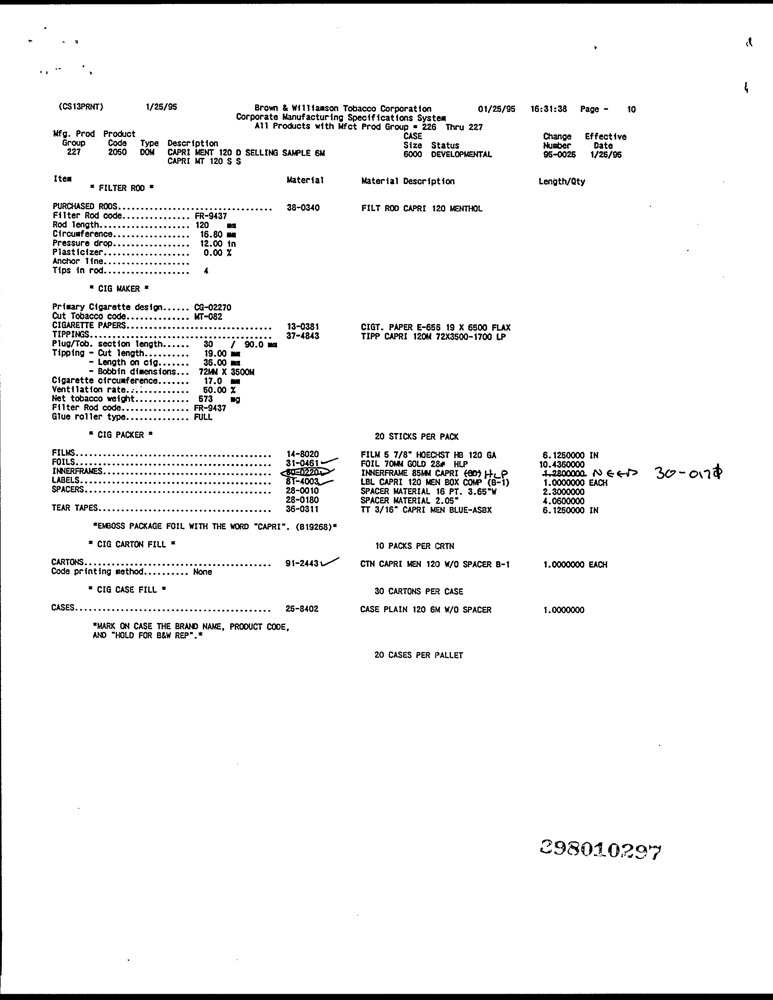 (CS13PRNT) 1/25/95 Brown & Williamson Tobacco Corporation 01/25/95 16:31:38 Page - 10
Corporate Manufacturing Specifications System
All Products with Mfct Prod Group = 226 Thru 227
Mfg. Prod Product CASE Change Effective
Group Code Type Description Size Status Number Date
227 2050 DOM CAPRI MENT 120 D SELLING SAMPLE 6M 6000 DEVELOPMENTAL 95-0025 1/25/95
CAPRI MT 120 S S
Item Material Material Description Length/Qty
* FILTER ROD *
PURCHASED RODS.................................. 38-0340 FILT ROD CAPRI 120 MENTHOL
Filter Rod code............... FR-9437
Rod length.................... 120 mm
Circumference................. 16.80 mm
Pressure drop................. 12.00 in
Plasticizer................... 0.00 %
Anchor line...................
Tips in rod................... 4
* CIG MAKER *
Primary Cigarette design...... CG-02270
Cut Tobacco code.............. MT-082
CIGARETTE PAPERS................................ 13-0381 CIGT. PAPER E-556 19 X 6500 FLAX
TIPPINGS........................................ 37-4843 TIPP CAPRI 120M 72X3500-1700 LP
Plug/Tob. section length...... 30 / 90.0 mm
Tipping - Cut length.......... 19.00 mm
- Length on cig....... 36.00 mm
- Bobbin dimensions... 72MM X 3500M
Cigarette circumference....... 17.0 mm
Ventilation rate.............. 50.00 %
Net tobacco weight............ 573 mg
Filter Rod code............... FR-9437
Glue roller type.............. FULL
* CIG PACKER * 20 STICKS PER PACK
FILMS........................................... 14-8020 FILM 5 7/8" HOECHST HB 120 GA 6.1250000 IN
FOILS........................................... 31-0461 FOIL 70MM GOLD 28# HLP 10.4350000
INNERFRAMES..................................... 30-0220 INNERFRAME 85MM CAPRI (80) HLP 1.2800000 NEED 30-0178
LABELS.......................................... 81-4003 LBL CAPRI 120 MEN BOX COMP (B-1) 1.0000000 EACH
SPACERS......................................... 28-0010 SPACER MATERIAL 16 PT. 3.65"W 2.3000000
28-0180 SPACER MATERIAL 2.05" 4.0600000
TEAR TAPES...................................... 36-0311 TT 3/16" CAPRI MEN BLUE-ASBX 6.1250000 IN
*EMBOSS PACKAGE FOIL WITH THE WORD "CAPRI". (B19268)*
* CIG CARTON FILL * 10 PACKS PER CRTN
CARTONS......................................... 91-2443 CTN CAPRI MEN 120 W/O SPACER B-1 1.0000000 EACH
Code printing method.......... None
* CIG CASE FILL * 30 CARTONS PER CASE
CASES........................................... 25-8402 CASE PLAIN 120 6M W/O SPACER 1.0000000
*MARK ON CASE THE BRAND NAME, PRODUCT CODE,
AND "HOLD FOR B&W REP".*
20 CASES PER PALLET
298010297